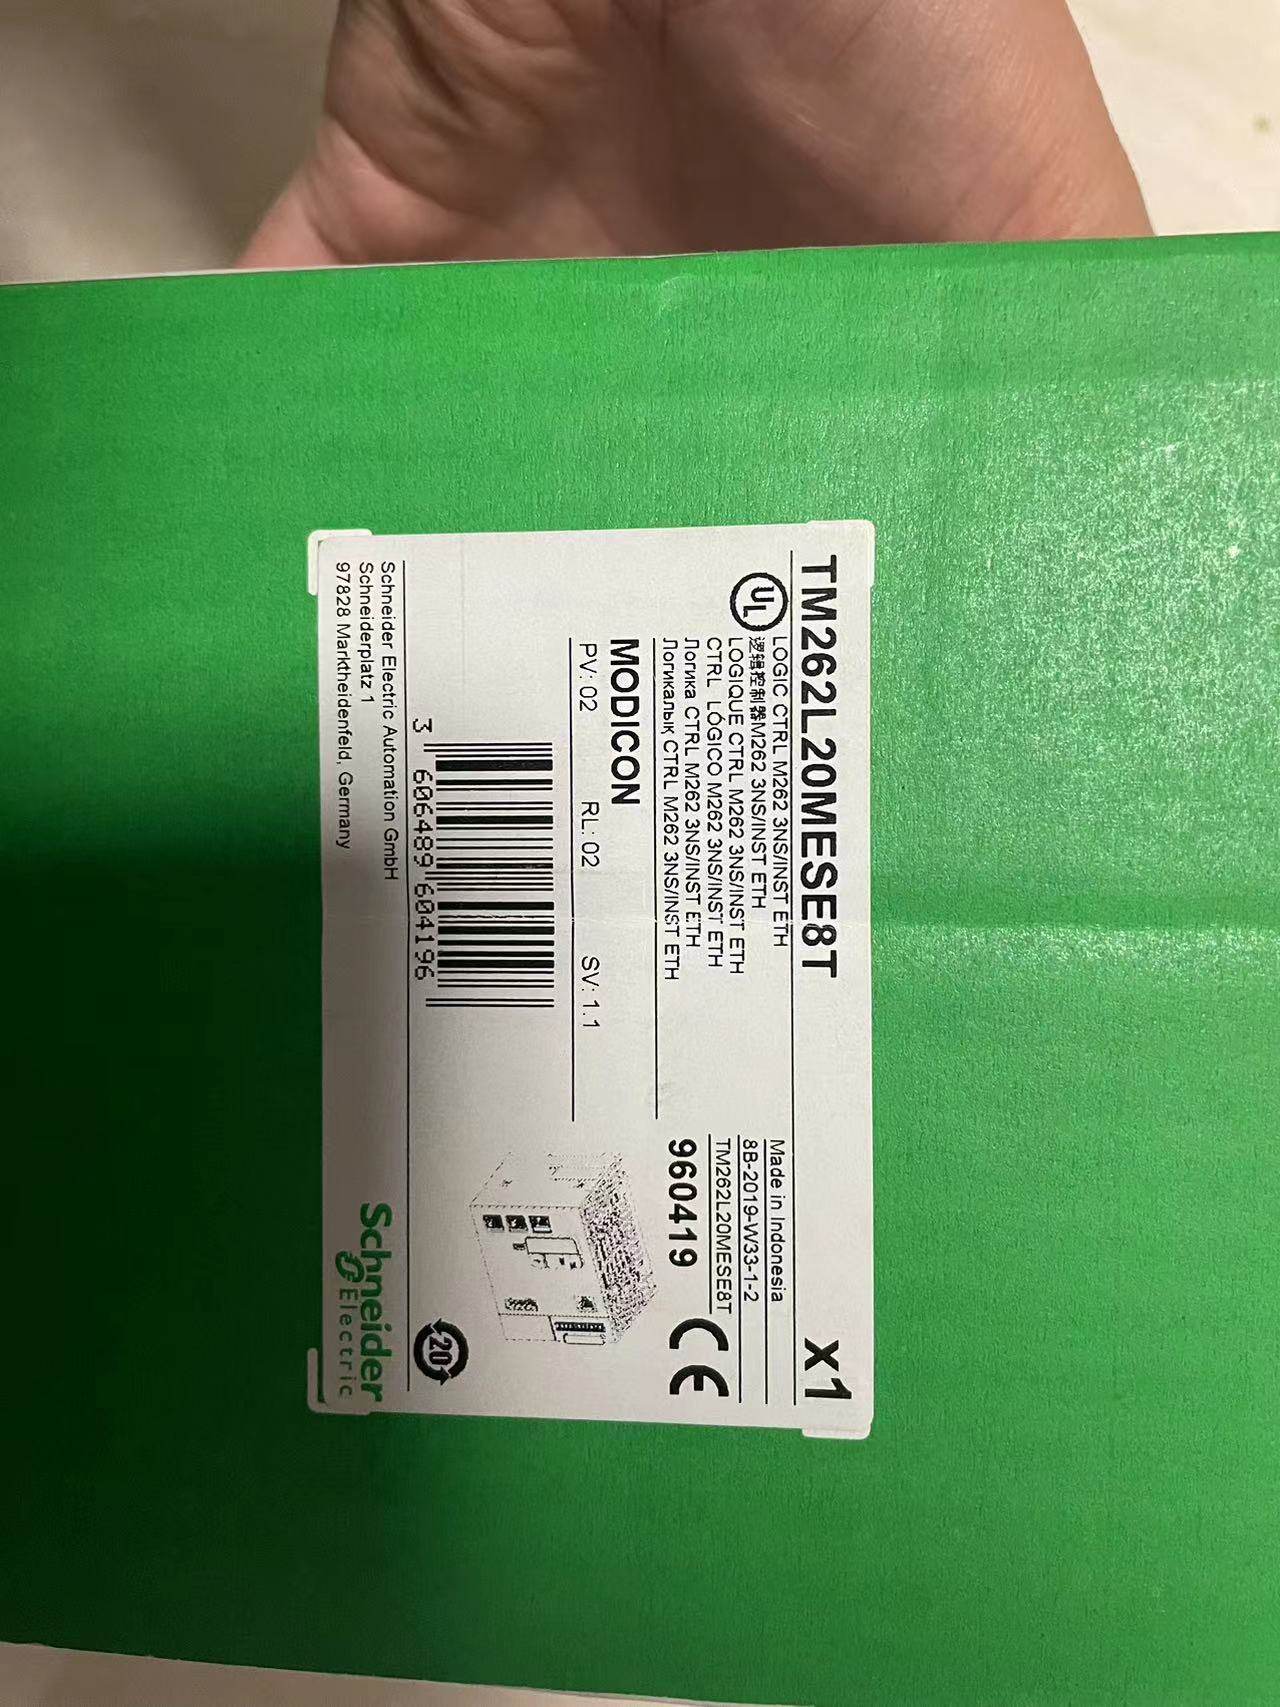 TM262L20MESE8T
X1
UL
LOGIC CTRL M262 3NS/INST ETH
逻辑控制器M262 3NS/INST ETH
LOGIQUE CTRL M262 3NS/INST ETH
CTRL LÓGICO M262 3NS/INST ETH
Логика CTRL M262 3NS/INST ETH
Логикалық CTRL M262 3NS/INST ETH
Made in Indonesia
8B-2019-W33-1-2
TM262L20MESE8T
960419
CE
MODICON
PV: 02 RL: 02 SV: 1.1
3 606489 604196
20
Schneider Electric Automation GmbH
Schneiderplatz 1
97828 Marktheidenfeld, Germany
Schneider
Electric